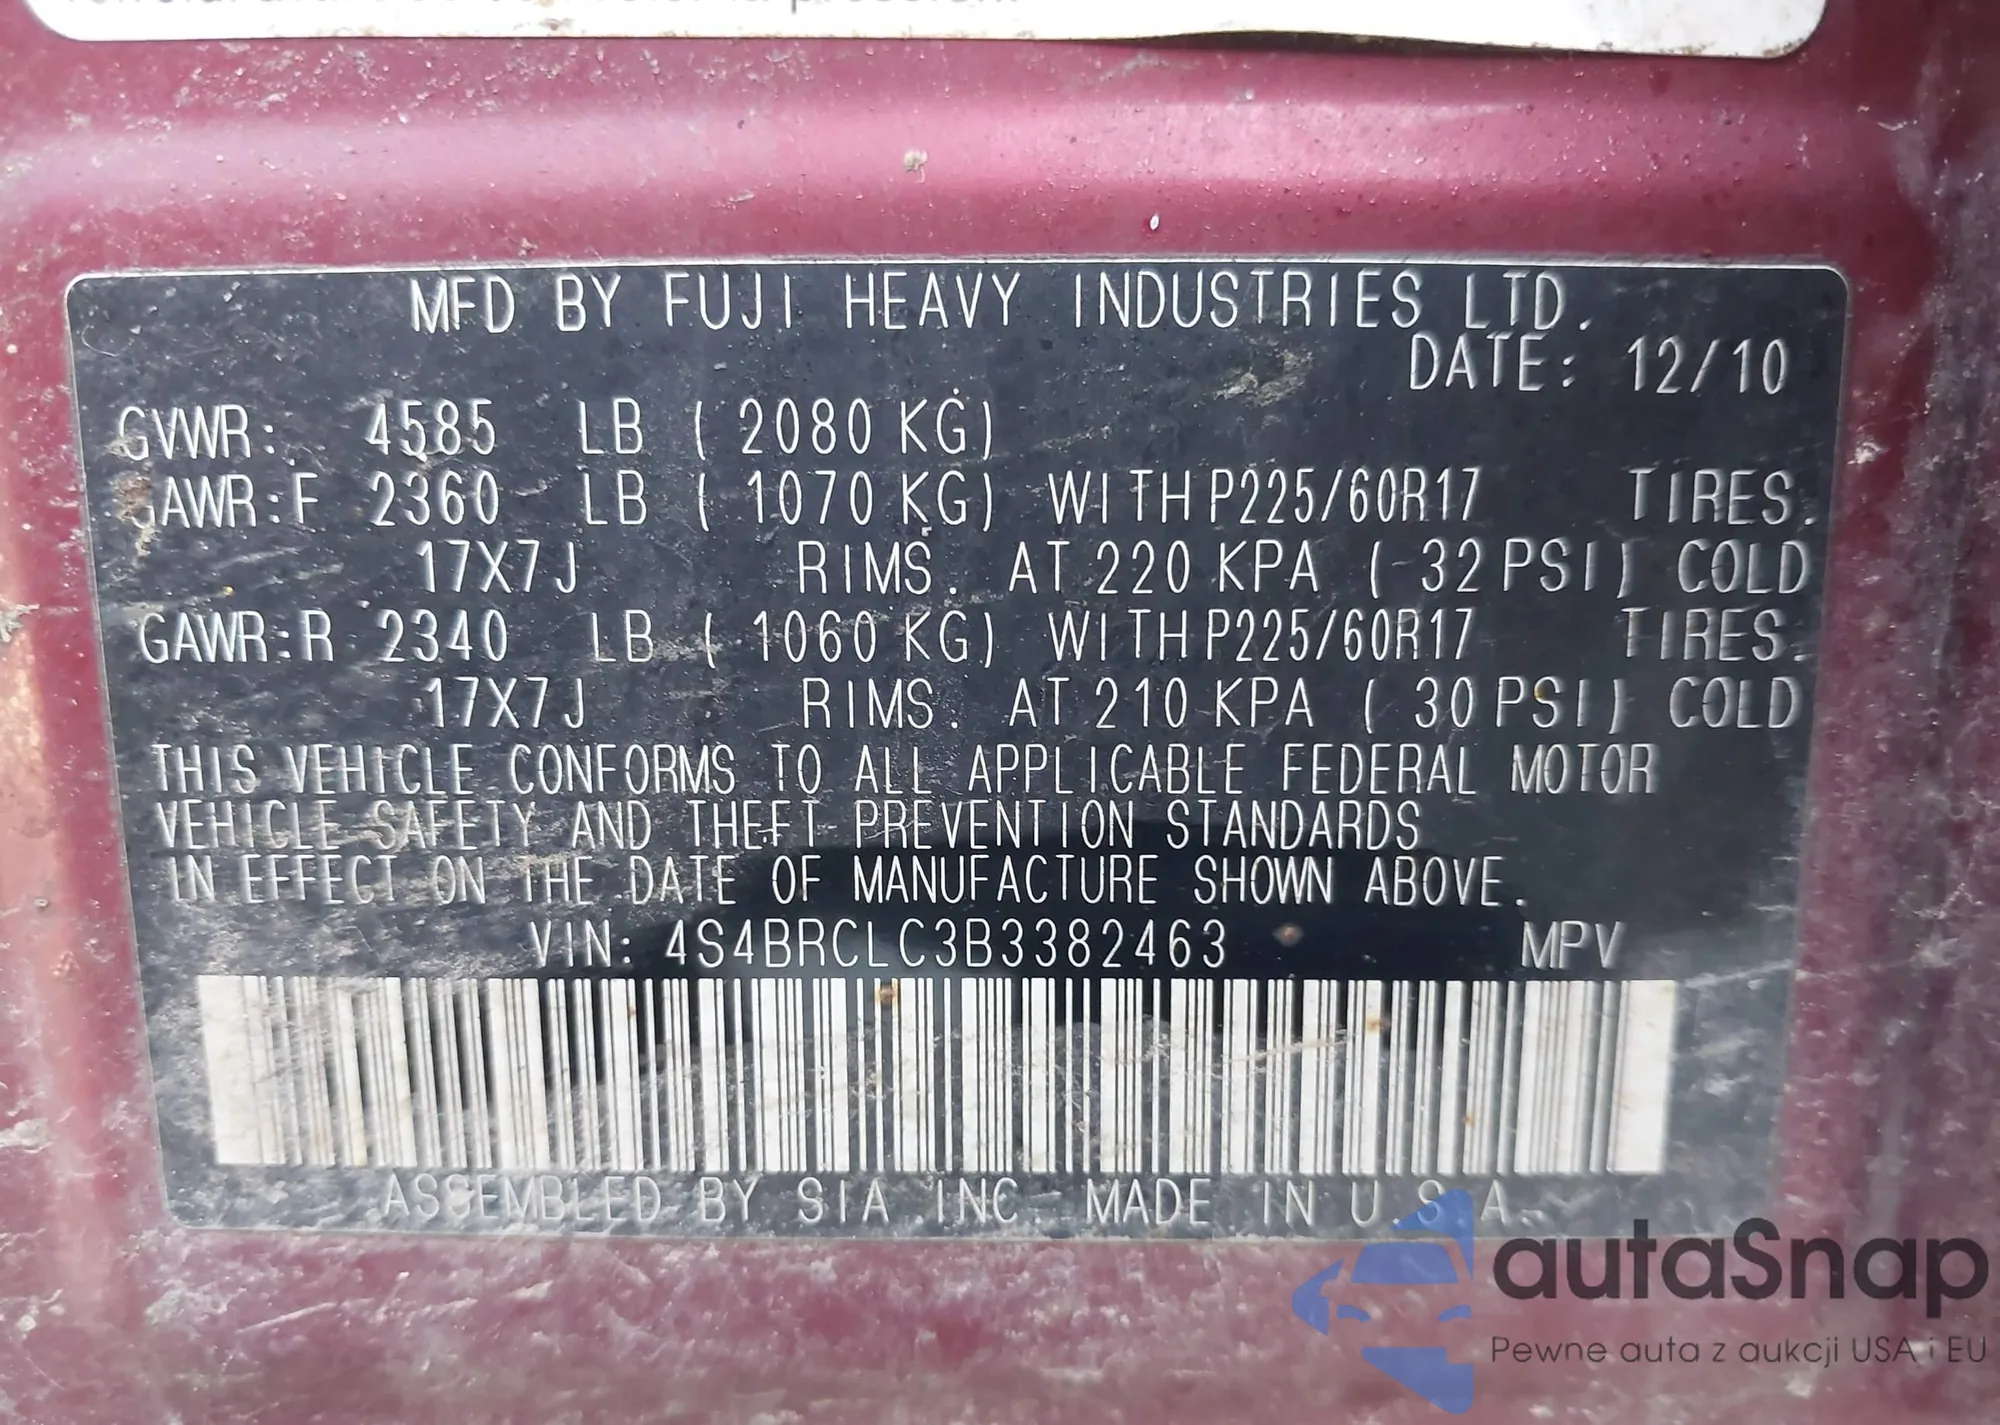 MFD BY FUJI HEAVY INDUSTRIES LTD.
DATE: 12/10
GVWR: 4585 LB ( 2080 KG)
GAWR:F 2360 LB ( 1070 KG) WITH P225/60R17 TIRES.
17X7J RIMS. AT 220 KPA ( 32 PSI) COLD
GAWR:R 2340 LB ( 1060 KG) WITH P225/60R17 TIRES.
17X7J RIMS. AT 210 KPA ( 30 PSI) COLD
THIS VEHICLE CONFORMS TO ALL APPLICABLE FEDERAL MOTOR
VEHICLE SAFETY AND THEFT PREVENTION STANDARDS
IN EFFECT ON THE DATE OF MANUFACTURE SHOWN ABOVE.
VIN: 4S4BRCLC3B3382463 MPV
ASSEMBLED BY SIA INC. MADE IN U.S.A.
autoSnap
Pewne auta z aukcji USA i EU